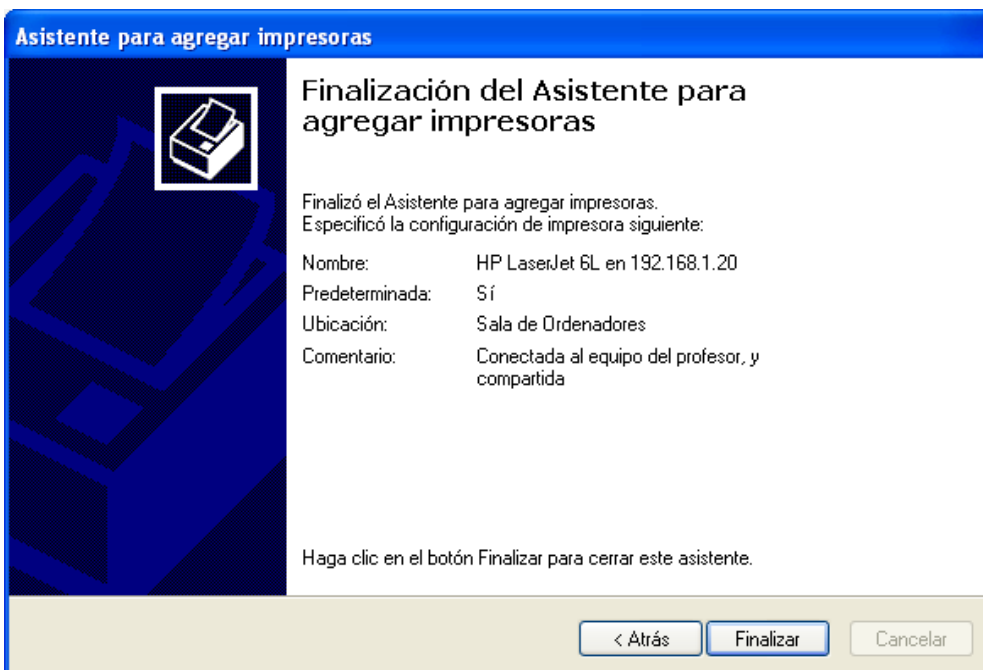 Asistente para agregar impresoras
Finalización del Asistente para
agregar impresoras
Finalizó el Asistente para agregar impresoras.
Especificó la configuración de impresora siguiente:
Nombre: HP LaserJet 6L en 192.168.1.20
Predeterminada: Sí
Ubicación: Sala de Ordenadores
Comentario: Conectada al equipo del profesor, y
compartida
Haga clic en el botón Finalizar para cerrar este asistente.
< Atrás Finalizar Cancelar